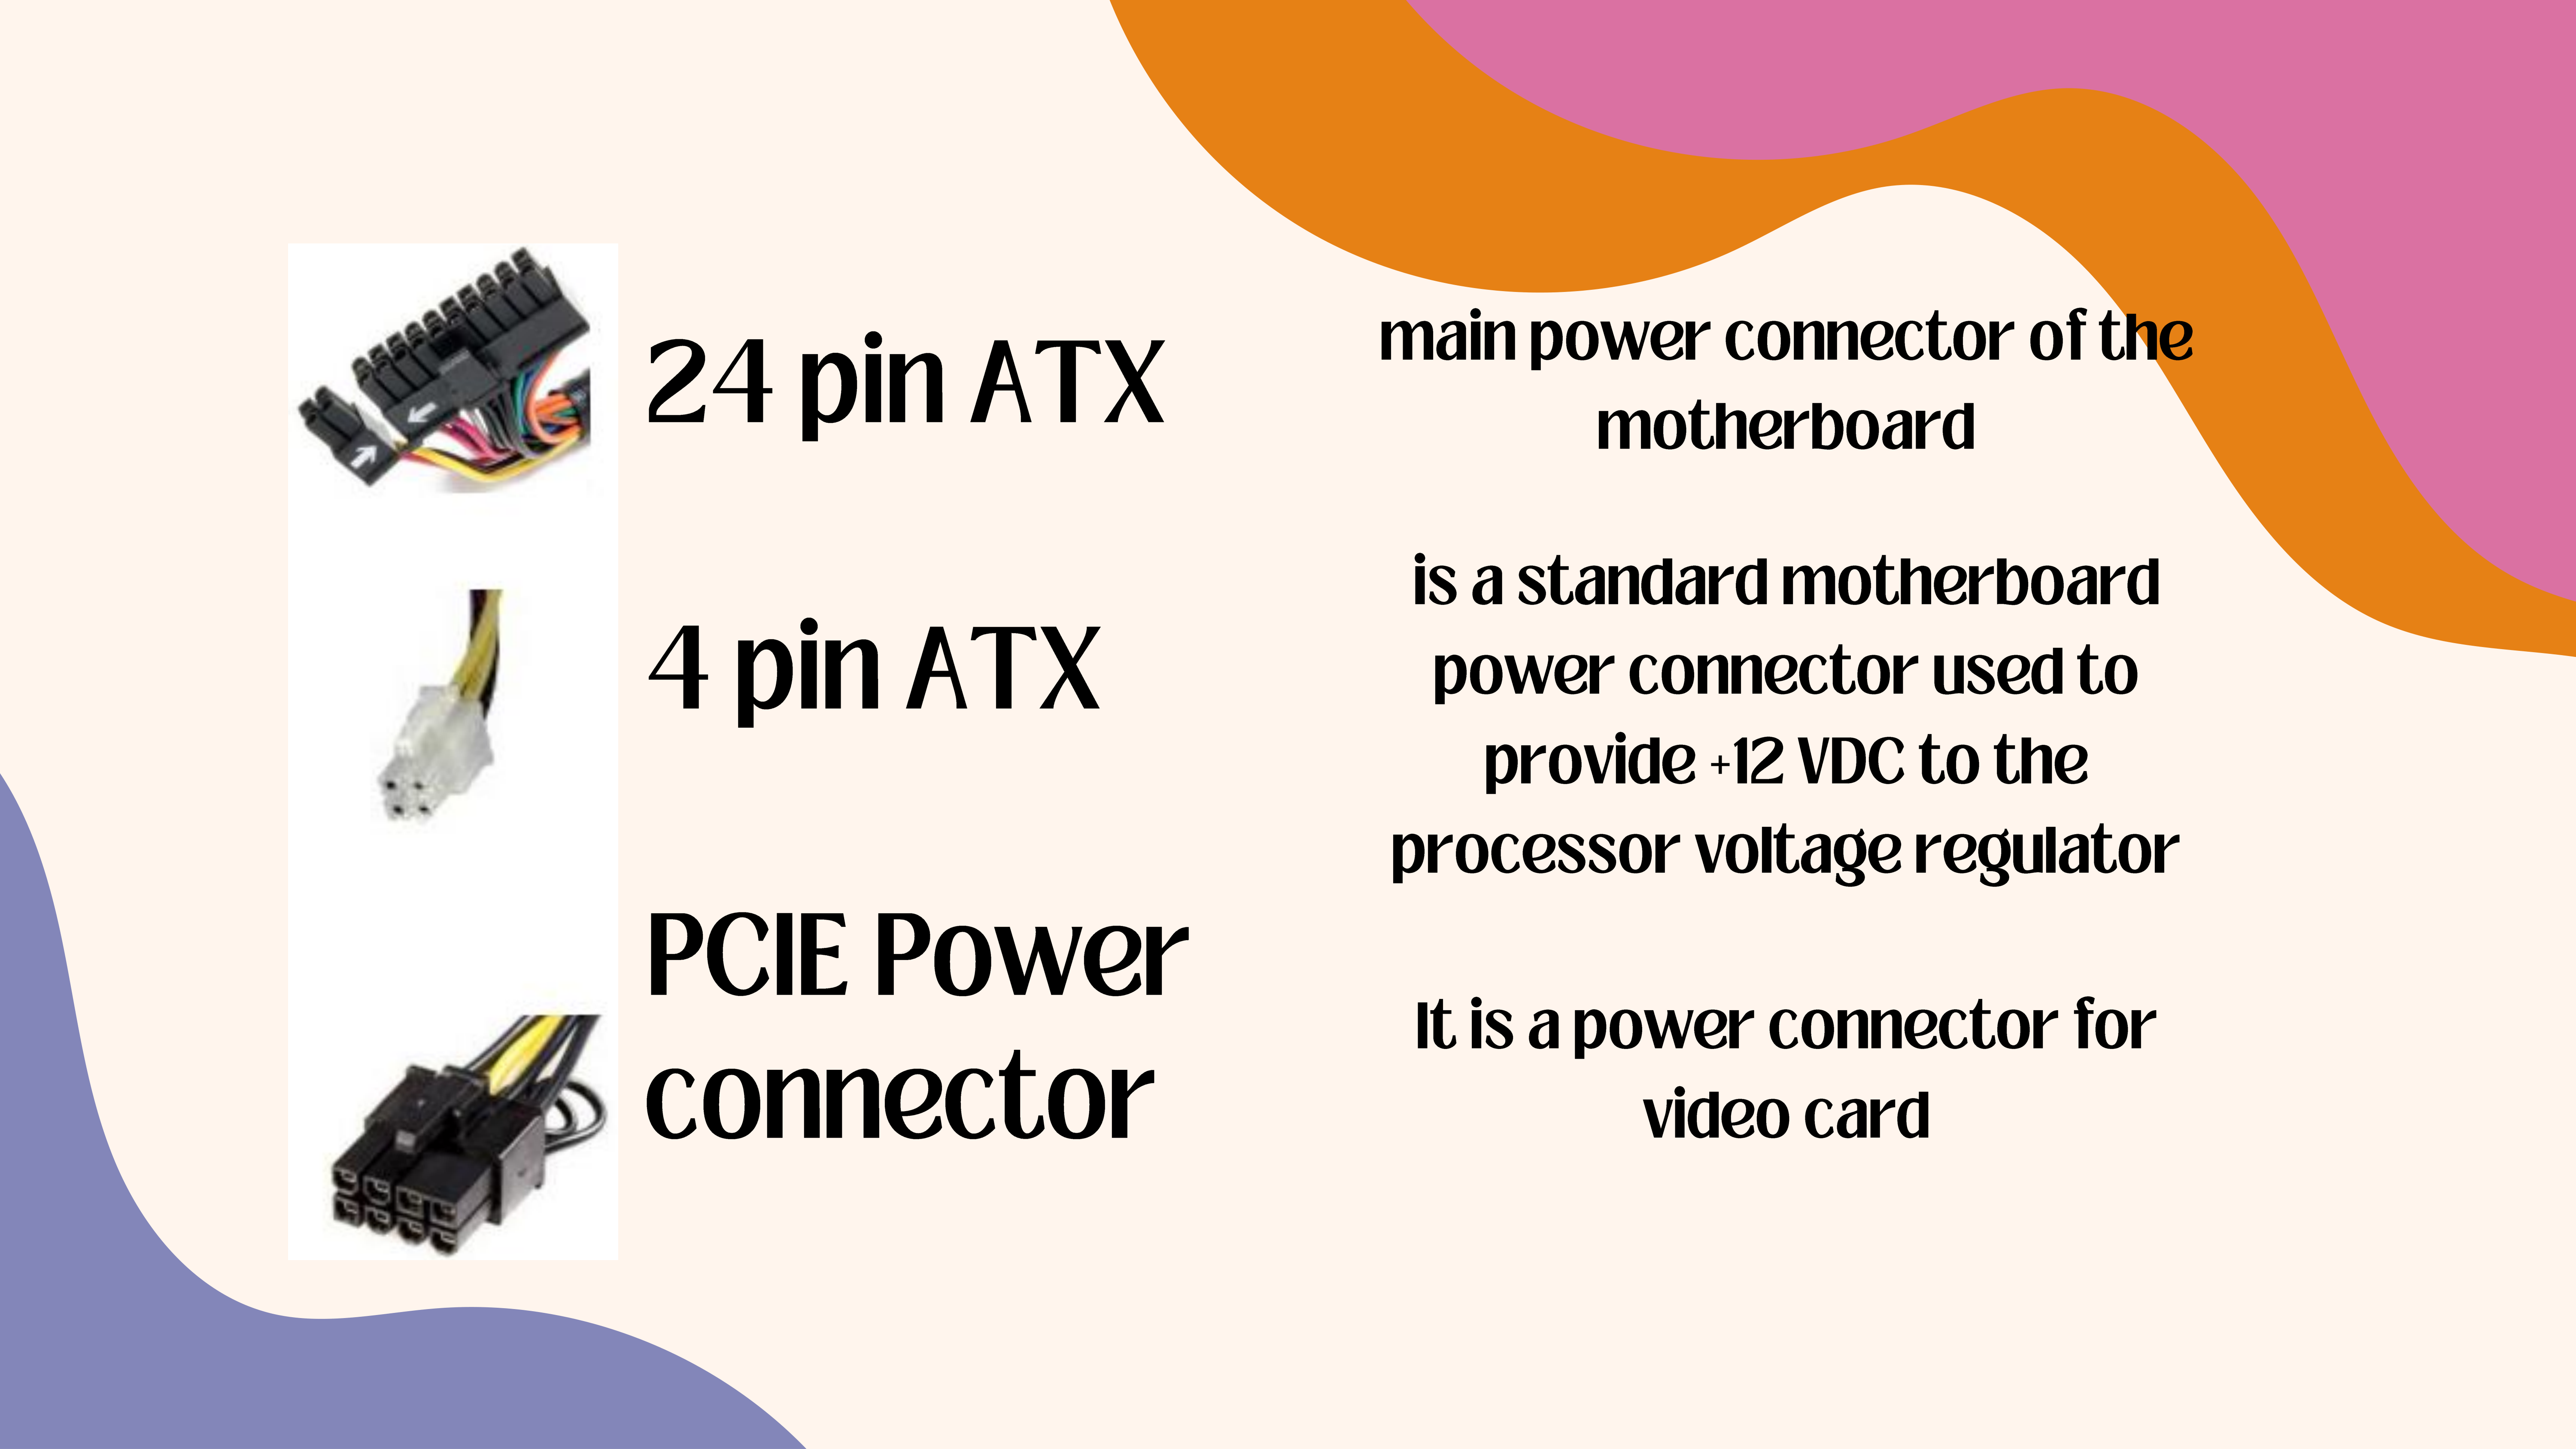 24 pin ATX
main power connector of the
motherboard
4 pin ATX
is a standard motherboard
power connector used to
provide +12 VDC to the
processor voltage regulator
PCIE Power
connector
It is a power connector for
video card